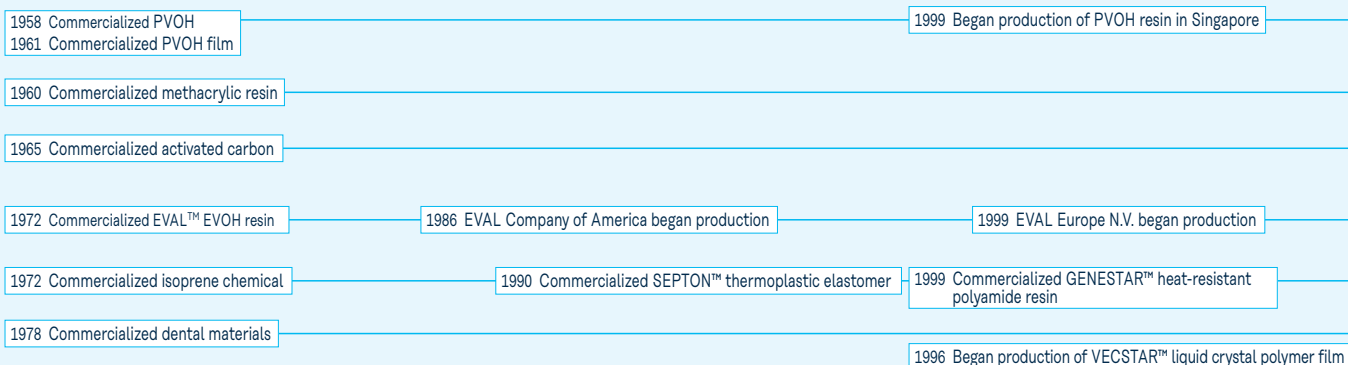 1958 Commercialized PVOH
1961 Commercialized PVOH film
1999 Began production of PVOH resin in Singapore
1960 Commercialized methacrylic resin
1965 Commercialized activated carbon
1972 Commercialized EVAL™ EVOH resin
1986 EVAL Company of America began production
1999 EVAL Europe N.V. began production
1972 Commercialized isoprene chemical
1990 Commercialized SEPTON™ thermoplastic elastomer
1999 Commercialized GENESTAR™ heat-resistant
polyamide resin
1978 Commercialized dental materials
1996 Began production of VECSTAR™ liquid crystal polymer film